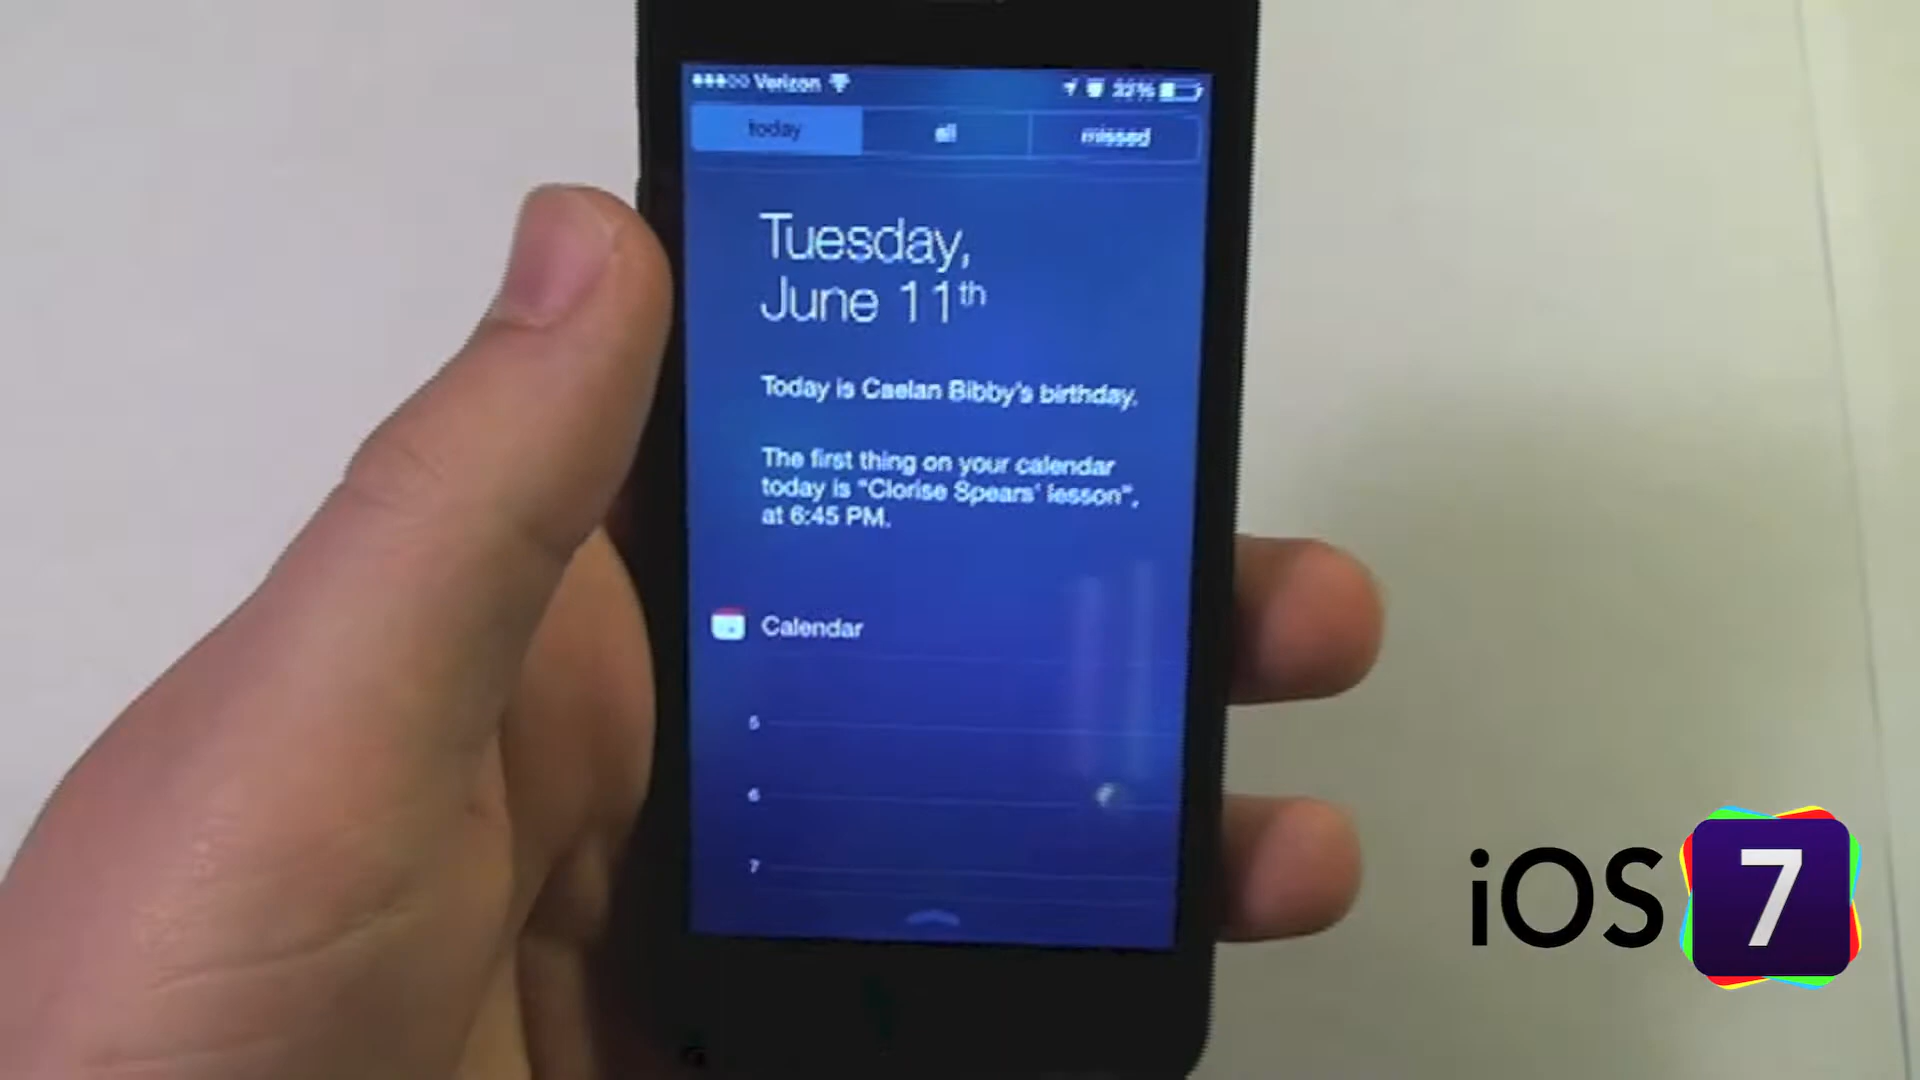 Verizon 32%
today all missed
Tuesday,
June 11th
Today is Caelan Bibby's birthday.
The first thing on your calendar
today is "Clorise Spears' lesson",
at 6:45 PM.
Calendar
5
6
7
iOS 7